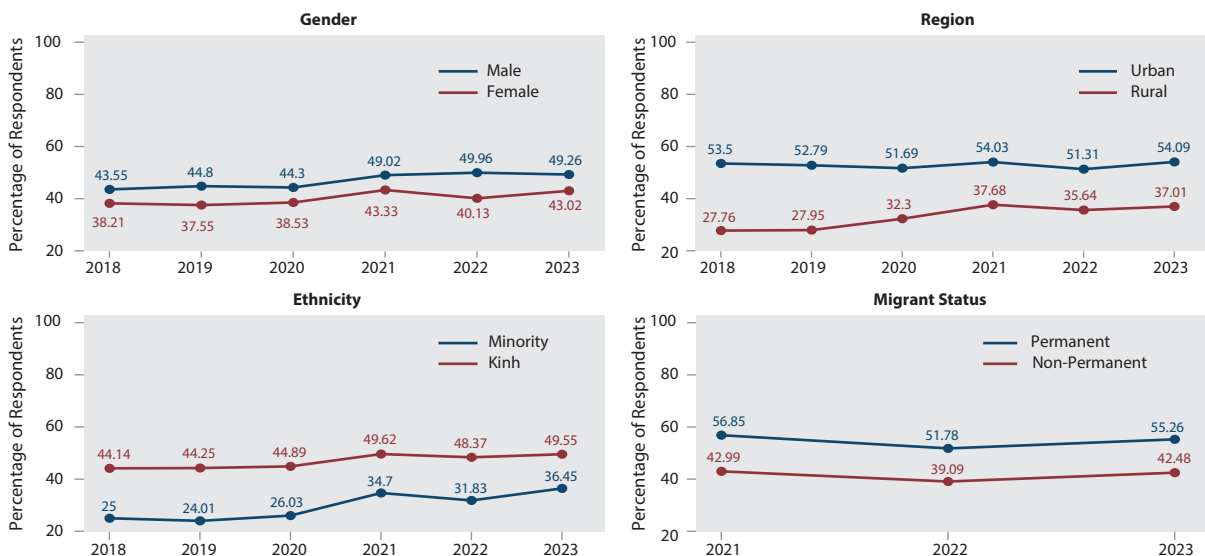 Gender
Percentage of Respondents
100
80
60
40
20
Male
Female
43.55 44.8 44.3 49.02 49.96 49.26
38.21 37.55 38.53 43.33 40.13 43.02
2018 2019 2020 2021 2022 2023
Region
Percentage of Respondents
100
80
60
40
20
Urban
Rural
53.5 52.79 51.69 54.03 51.31 54.09
27.76 27.95 32.3 37.68 35.64 37.01
2018 2019 2020 2021 2022 2023
Ethnicity
Percentage of Respondents
100
80
60
40
20
Minority
Kinh
44.14 44.25 44.89 49.62 48.37 49.55
25 24.01 26.03 34.7 31.83 36.45
2018 2019 2020 2021 2022 2023
Migrant Status
Percentage of Respondents
100
80
60
40
20
Permanent
Non-Permanent
56.85 51.78 55.26
42.99 39.09 42.48
2021 2022 2023